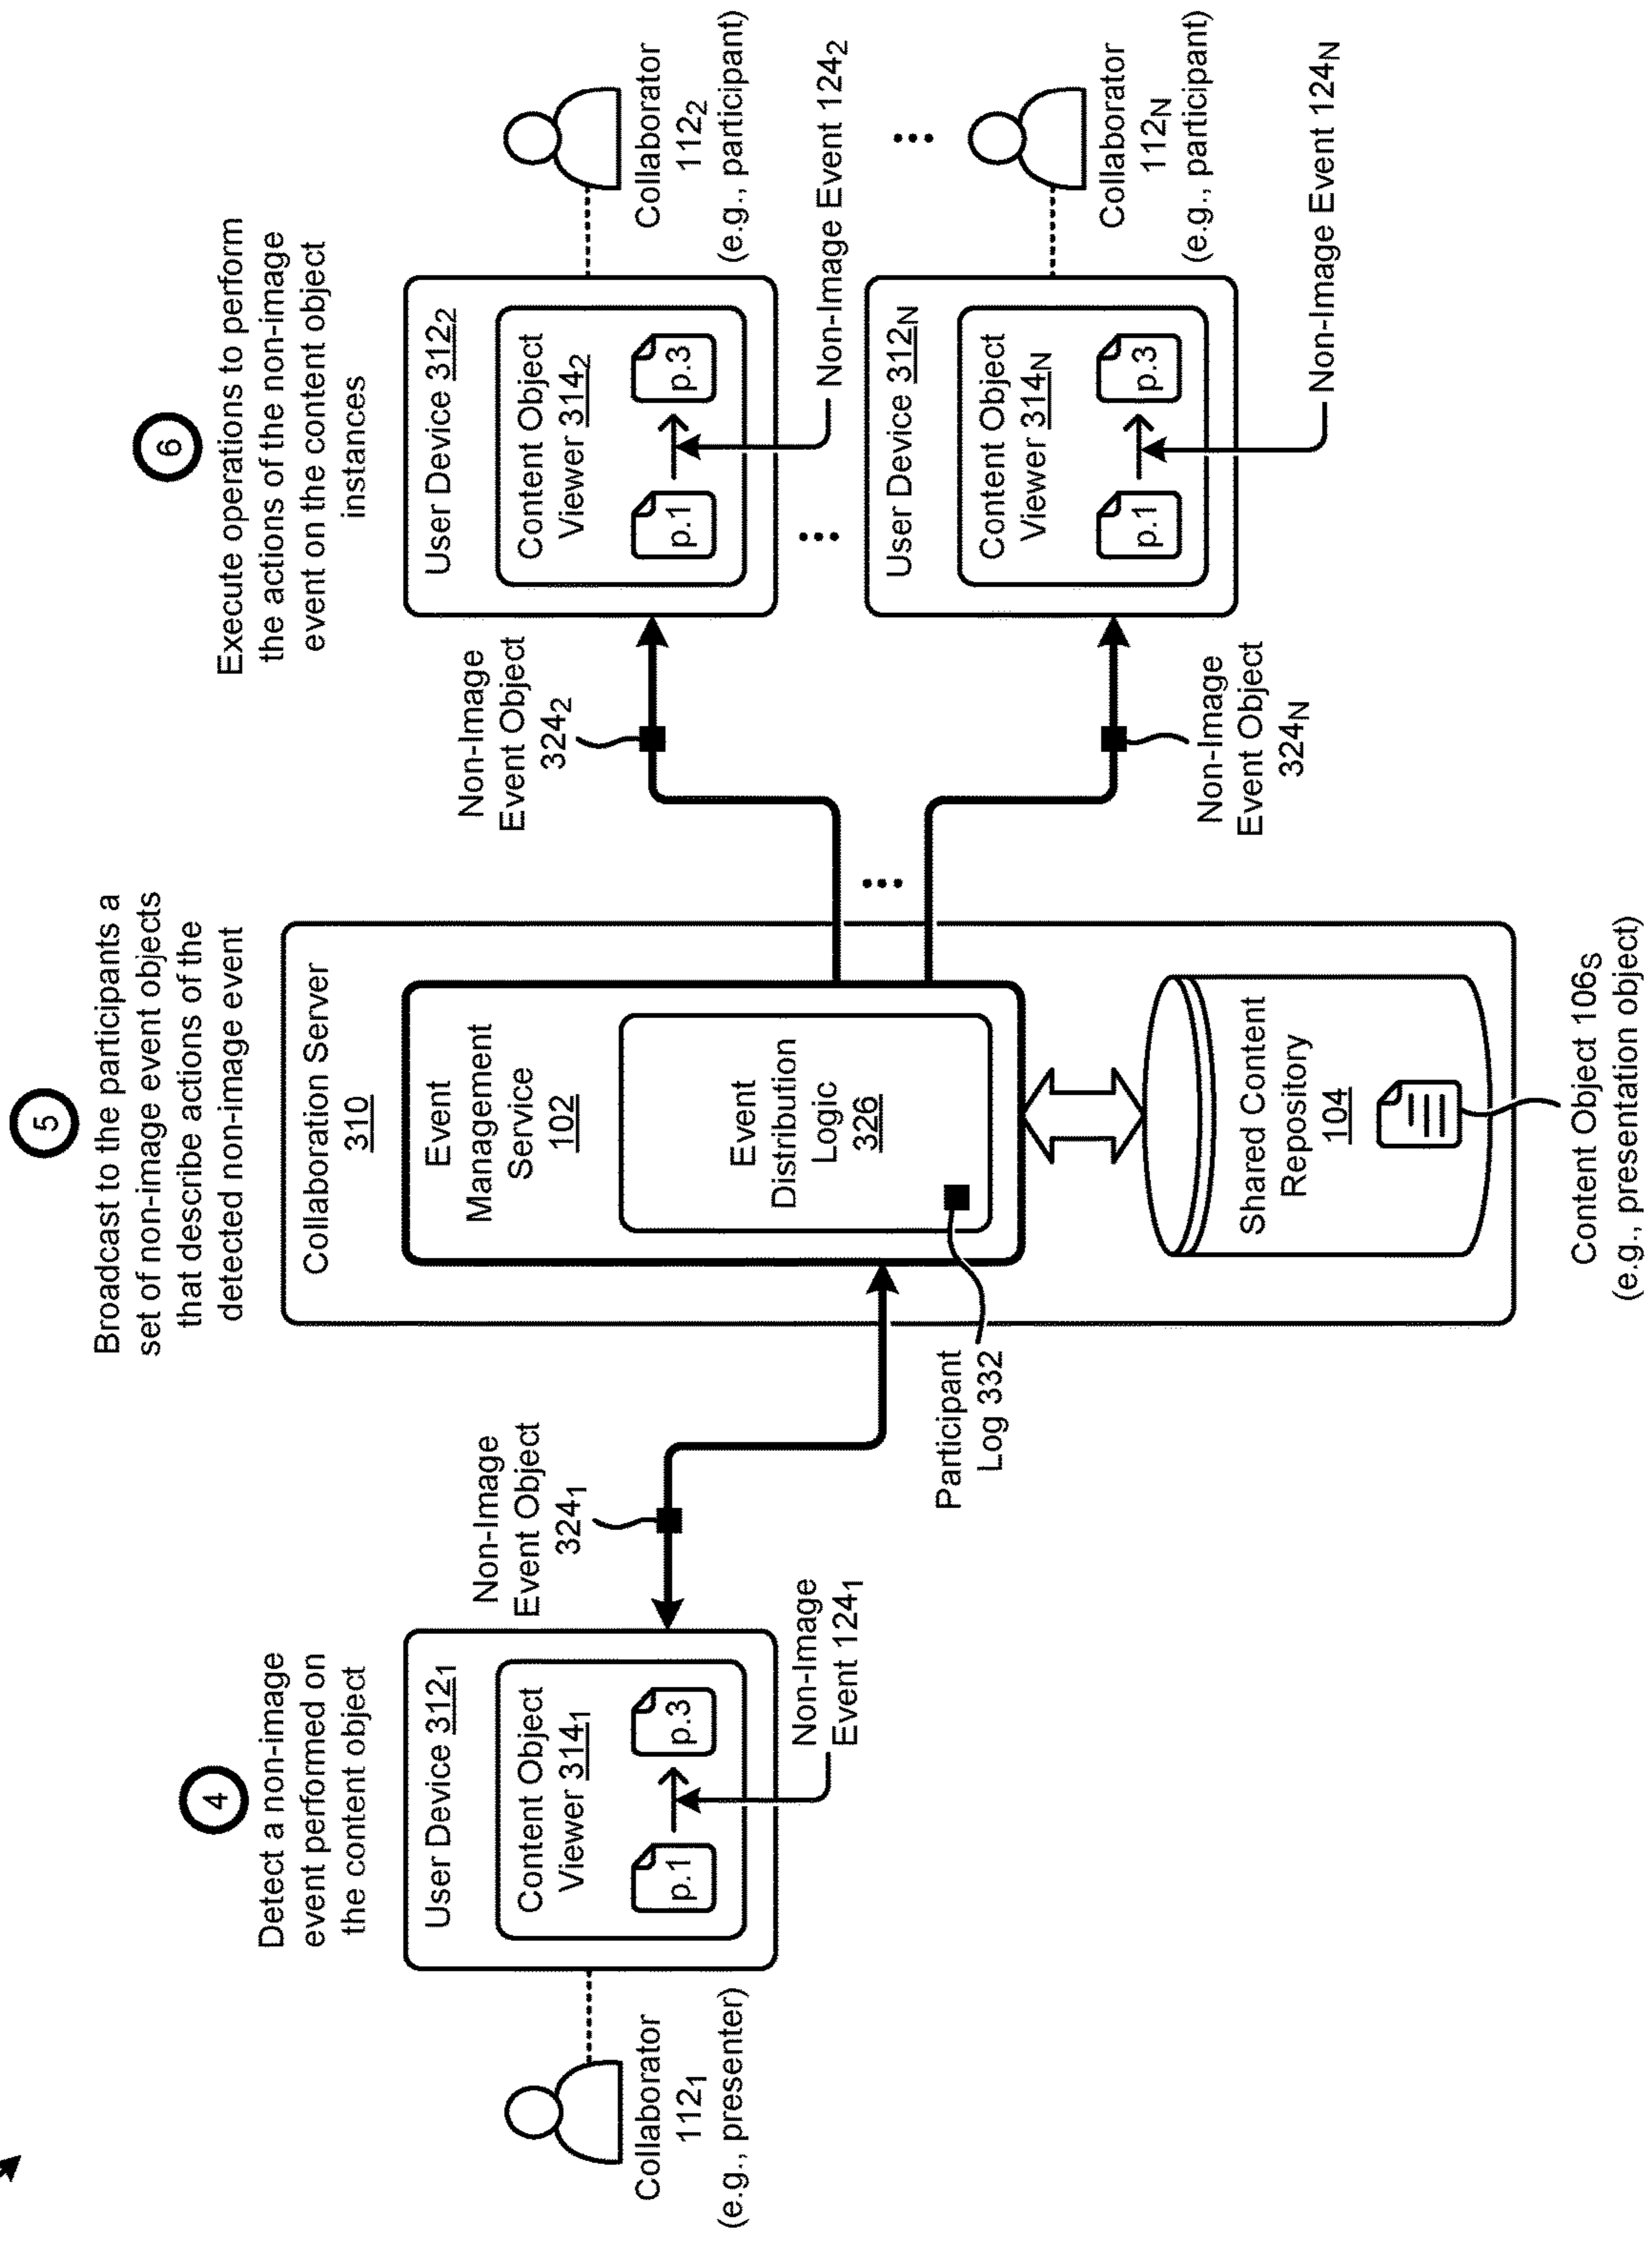 4
Detect a non-image
event performed on
the content object
User Device 312₁
Content Object
Viewer 314₁
p.1
p.3
Non-Image
Event 124₁
Collaborator
112₁
(e.g., presenter)
Non-Image
Event Object
324₁
5
Broadcast to the participants a
set of non-image event objects
that describe actions of the
detected non-image event
Collaboration Server
310
Event
Management
Service
102
Event
Distribution
Logic
326
Participant
Log 332
Shared Content
Repository
104
Content Object 106S
(e.g., presentation object)
Non-Image
Event Object
324₂
Non-Image
Event Object
324N
6
Execute operations to perform
the actions of the non-image
event on the content object
instances
User Device 312₂
Content Object
Viewer 314₂
p.1
p.3
Non-Image Event 124₂
Collaborator
112₂
(e.g., participant)
User Device 312N
Content Object
Viewer 314N
p.1
p.3
Non-Image Event 124N
Collaborator
112N
(e.g., participant)